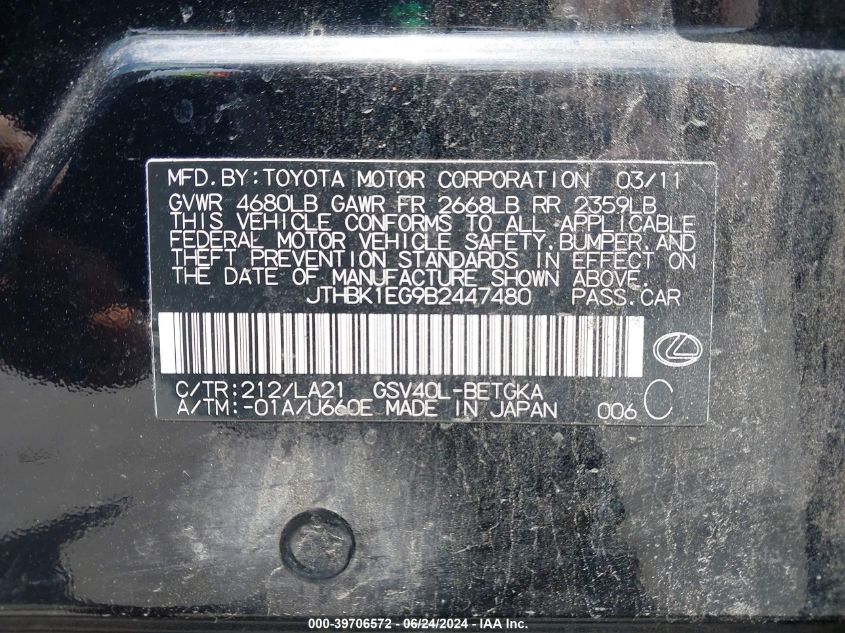 MFD.BY:TOYOTA MOTOR CORPORATION 03/11
GVWR 4680LB GAWR FR 2668LB RR 2359LB
THIS VEHICLE CONFORMS TO ALL APPLICABLE
FEDERAL MOTOR VEHICLE SAFETY.BUMPER.AND
THEFT PREVENTION STANDARDS IN EFFECT ON
THE DATE OF MANUFACTURE SHOWN ABOVE.
JTHBK1EG9B2447480 PASS.CAR
C/TR:212/LA21 GSV40L-BETGKA
A/TM:-01A/U660E MADE IN JAPAN 006 C
000-39706572 - 06/24/2024 - IAA Inc.